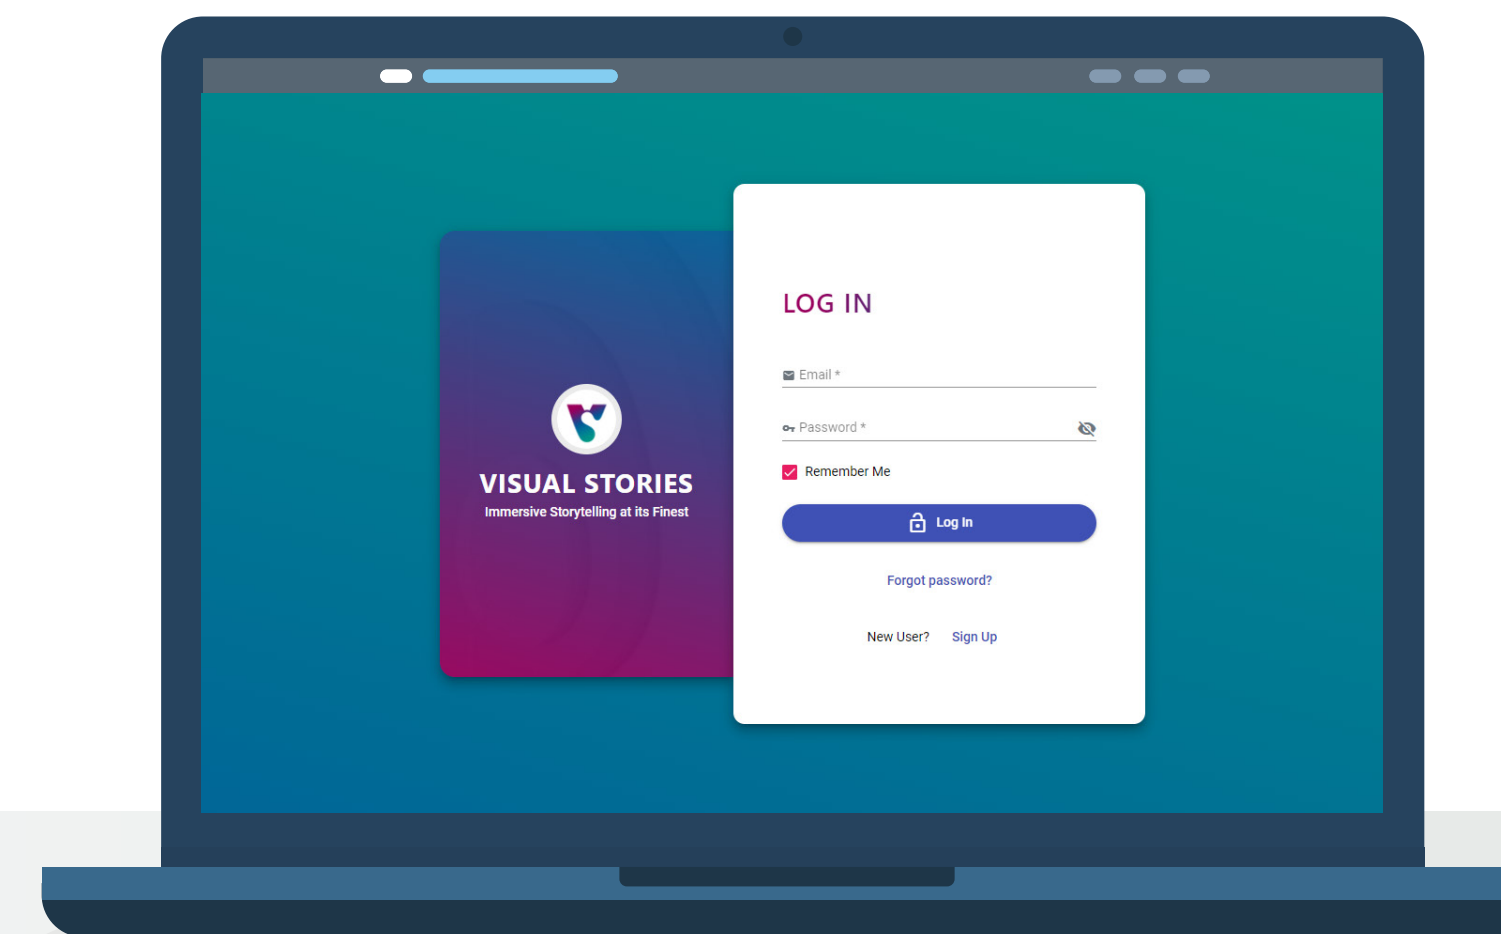 VISUAL STORIES
Immersive Storytelling at its Finest
LOG IN
Email *
Password *
Remember Me
Log In
Forgot password?
New User? Sign Up